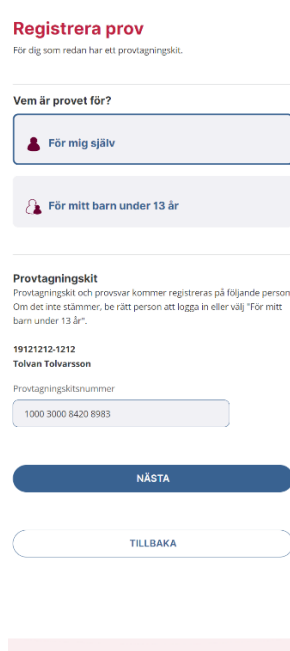 Registrera prov
För dig som redan har ett provtagningskit.
Vem är provet för?
För mig själv
För mitt barn under 13 år
Provtagningskit
Provtagningskit och provsvar kommer registreras på följande person
Om det inte stämmer, be rätt person att logga in eller välj "För mitt
barn under 13 år".
19121212-1212
Tolvan Tolvarsson
Provtagningskitsnummer
1000 3000 8420 8983
NÄSTA
TILLBAKA